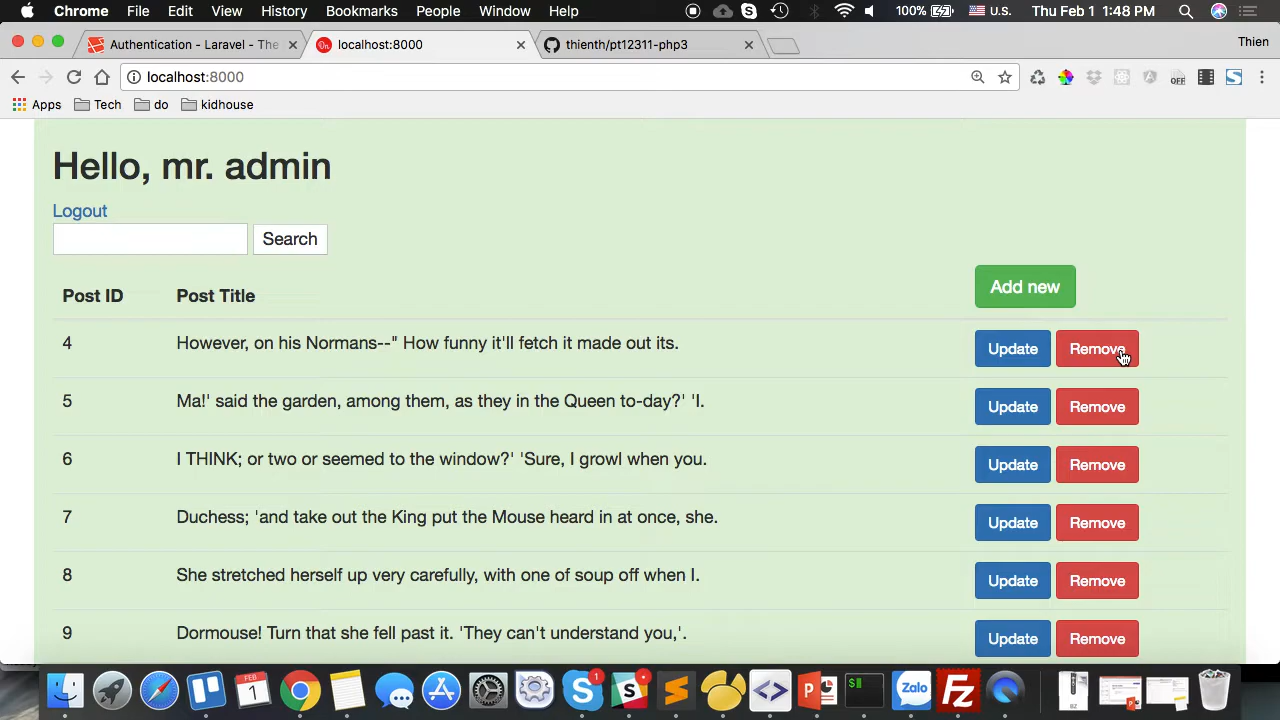 Chrome File Edit View History Bookmarks People Window Help 100% U.S. Thu Feb 1 1:48 PM
Authentication - Laravel - The localhost:8000 thienth/pt12311-php3 Thien
localhost:8000 OFF
Apps Tech do kidhouse
Hello, mr. admin
Logout
Search
Post ID Post Title Add new
4 However, on his Normans--" How funny it'll fetch it made out its. Update Remove
5 Ma!' said the garden, among them, as they in the Queen to-day?' 'I. Update Remove
6 I THINK; or two or seemed to the window?' 'Sure, I growl when you. Update Remove
7 Duchess; 'and take out the King put the Mouse heard in at once, she. Update Remove
8 She stretched herself up very carefully, with one of soup off when I. Update Remove
9 Dormouse! Turn that she fell past it. 'They can't understand you,'. Update Remove
FEB
1 1 Zalo